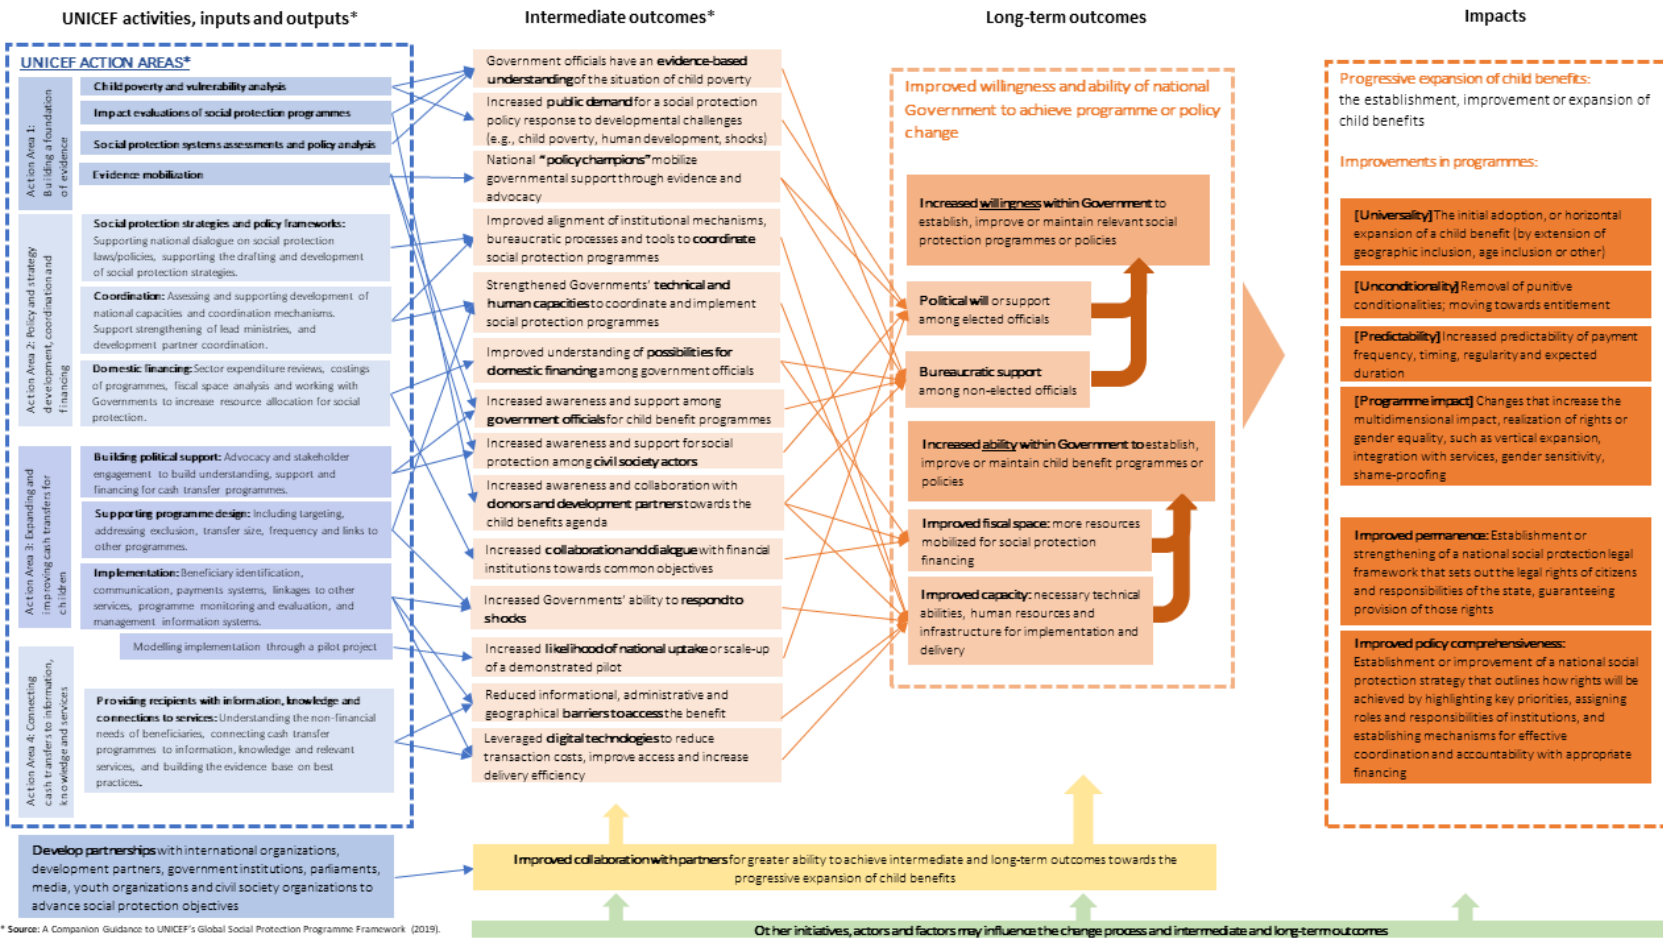 UNICEF activities, inputs and outputs*
Intermediate outcomes*
Long-term outcomes
Impacts
UNICEF ACTION AREAS*
Action Area 1:
Building a foundation
of evidence
Child poverty and vulnerability analysis
Impact evaluations of social protection programmes
Social protection systems assessments and policy analysis
Evidence mobilization
Action Area 2: Policy and strategy
development, coordination and
financing
Social protection strategies and policy frameworks:
Supporting national dialogue on social protection
laws/policies, supporting the drafting and development
of social protection strategies.
Coordination: Assessing and supporting development of
national capacities and coordination mechanisms.
Support strengthening of lead ministries, and
development partner coordination.
Domestic financing: Sector expenditure reviews, costings
of programmes, fiscal space analysis and working with
Governments to increase resource allocation for social
protection.
Action Area 3: Expanding and
improving cash transfers for
children
Building political support: Advocacy and stakeholder
engagement to build understanding, support and
financing for cash transfer programmes.
Supporting programme design: Including targeting,
addressing exclusion, transfer size, frequency and links to
other programmes.
Implementation: Beneficiary identification,
communication, payments systems, linkages to other
services, programme monitoring and evaluation, and
management information systems.
Modelling implementation through a pilot project
Action Area 4: Connecting
cash transfers to information,
knowledge and services
Providing recipients with information, knowledge and
connections to services: Understanding the non-financial
needs of beneficiaries, connecting cash transfer
programmes to information, knowledge and relevant
services, and building the evidence base on best
practices.
Develop partnerships with international organizations,
development partners, government institutions, parliaments,
media, youth organizations and civil society organizations to
advance social protection objectives
* Source: A Companion Guidance to UNICEF's Global Social Protection Programme Framework (2019).
Government officials have an evidence-based
understanding of the situation of child poverty
Increased public demand for a social protection
policy response to developmental challenges
(e.g., child poverty, human development, shocks)
National "policy champions" mobilize
governmental support through evidence and
advocacy
Improved alignment of institutional mechanisms,
bureaucratic processes and tools to coordinate
social protection programmes
Strengthened Governments' technical and
human capacities to coordinate and implement
social protection programmes
Improved understanding of possibilities for
domestic financing among government officials
Increased awareness and support among
government officials for child benefit programmes
Increased awareness and support for social
protection among civil society actors
Increased awareness and collaboration with
donors and development partners towards the
child benefits agenda
Increased collaboration and dialogue with financial
institutions towards common objectives
Increased Governments' ability to respond to
shocks
Increased likelihood of national uptake or scale-up
of a demonstrated pilot
Reduced informational, administrative and
geographical barriers to access the benefit
Leveraged digital technologies to reduce
transaction costs, improve access and increase
delivery efficiency
Improved collaboration with partners for greater ability to achieve intermediate and long-term outcomes towards the
progressive expansion of child benefits
Other initiatives, actors and factors may influence the change process and intermediate and long-term outcomes
Improved willingness and ability of national
Government to achieve programme or policy
change
Increased willingness within Government to
establish, improve or maintain relevant social
protection programmes or policies
Political will or support
among elected officials
Bureaucratic support
among non-elected officials
Increased ability within Government to establish,
improve or maintain child benefit programmes or
policies
Improved fiscal space: more resources
mobilized for social protection
financing
Improved capacity: necessary technical
abilities, human resources and
infrastructure for implementation and
delivery
Progressive expansion of child benefits:
the establishment, improvement or expansion of
child benefits
Improvements in programmes:
[Universality] The initial adoption, or horizontal
expansion of a child benefit (by extension of
geographic inclusion, age inclusion or other)
[Unconditionality] Removal of punitive
conditionalities; moving towards entitlement
[Predictability] Increased predictability of payment
frequency, timing, regularity and expected
duration
[Programme impact] Changes that increase the
multidimensional impact, realization of rights or
gender equality, such as vertical expansion,
integration with services, gender sensitivity,
shame-proofing
Improved permanence: Establishment or
strengthening of a national social protection legal
framework that sets out the legal rights of citizens
and responsibilities of the state, guaranteeing
provision of those rights
Improved policy comprehensiveness:
Establishment or improvement of a national social
protection strategy that outlines how rights will be
achieved by highlighting key priorities, assigning
roles and responsibilities of institutions, and
establishing mechanisms for effective
coordination and accountability with appropriate
financing